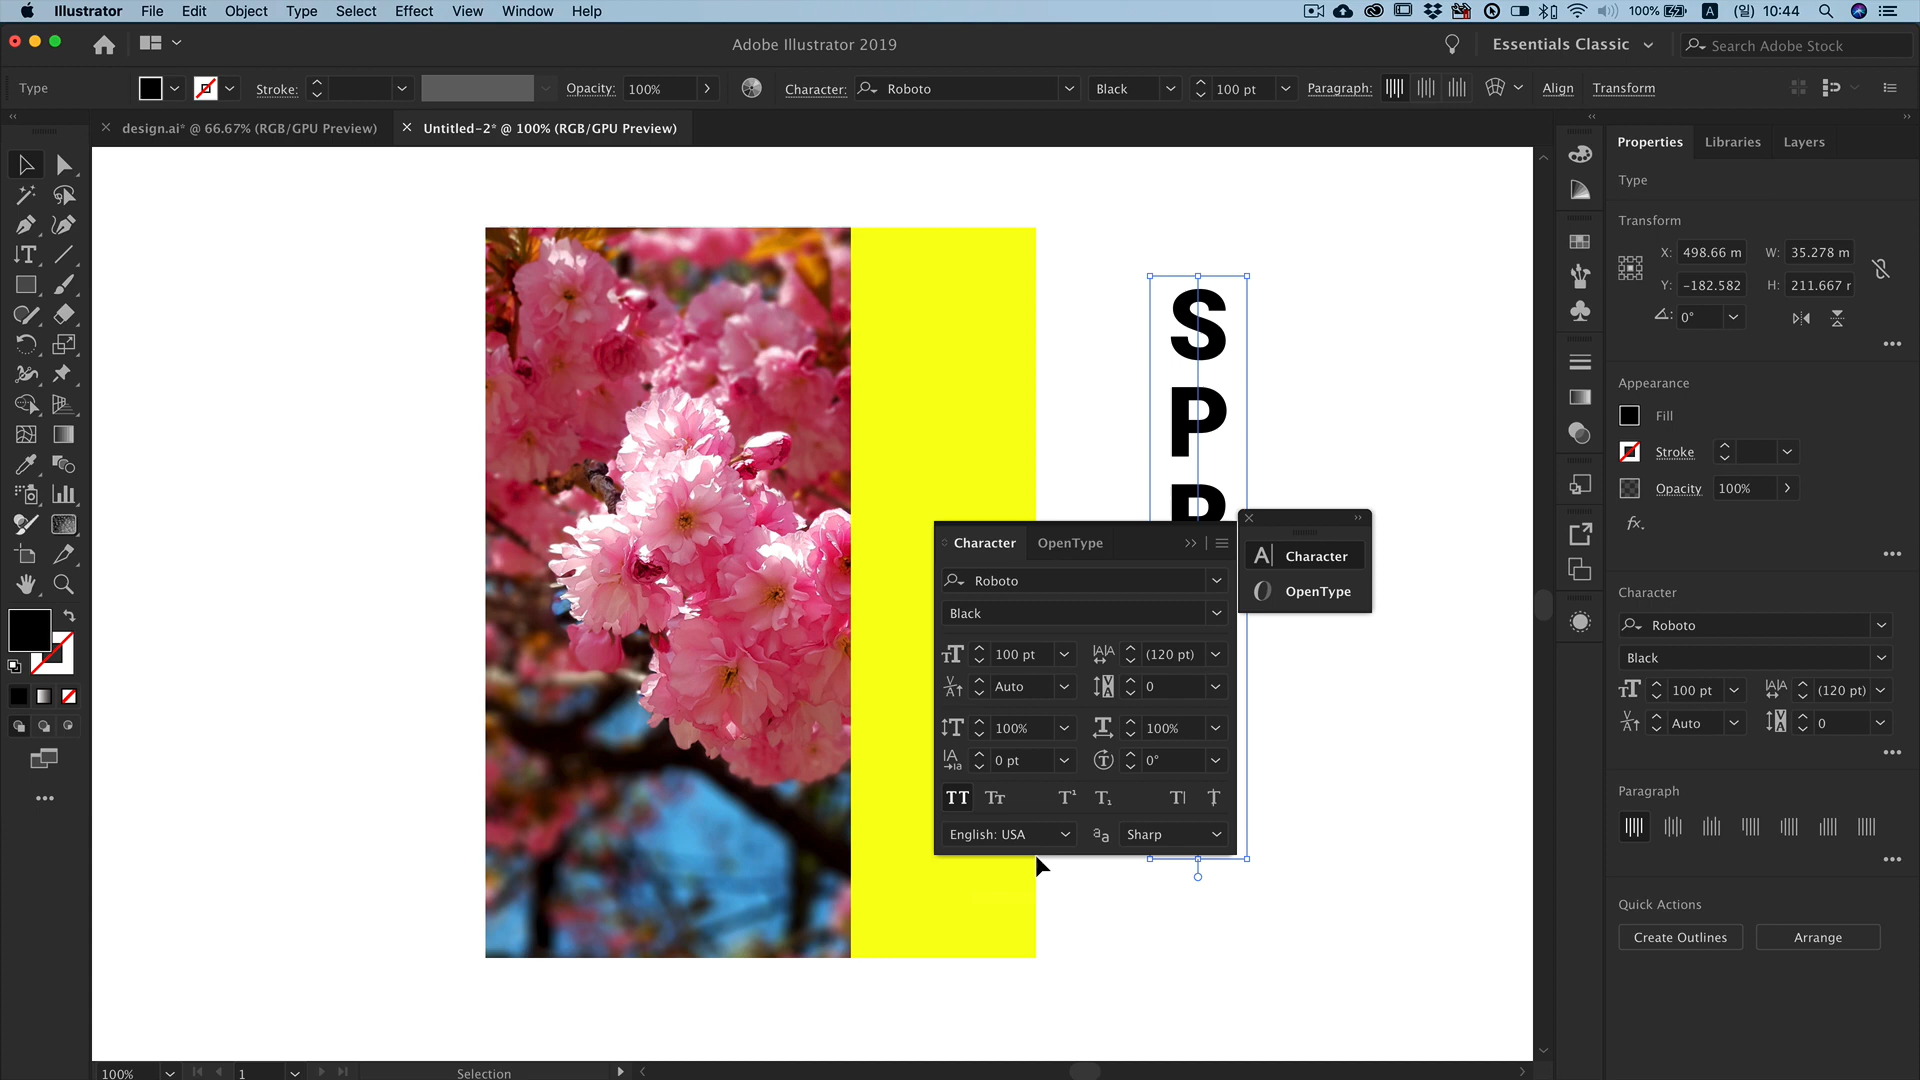 Illustrator File Edit Object Type Select Effect View Window Help 100% A (일) 10:44
Adobe Illustrator 2019 Essentials Classic Search Adobe Stock
Type Stroke: Opacity: 100% Character: Roboto Black 100 pt Paragraph: Align Transform
design.ai* @ 66.67% (RGB/GPU Preview) Untitled-2* @ 100% (RGB/GPU Preview)
Properties Libraries Layers
Type
Transform
X: 498.66 m W: 35.278 m
Y: -182.582 H: 211.667 r
0°
Appearance
Fill
Stroke
Opacity 100%
fx.
Character
Roboto
Black
100 pt (120 pt)
Auto 0
Paragraph
Quick Actions
Create Outlines Arrange
S
P
R
Character OpenType
Roboto
Black
100 pt (120 pt)
Auto 0
100% 100%
0 pt 0°
English: USA Sharp
Character
OpenType
100% 1 Selection